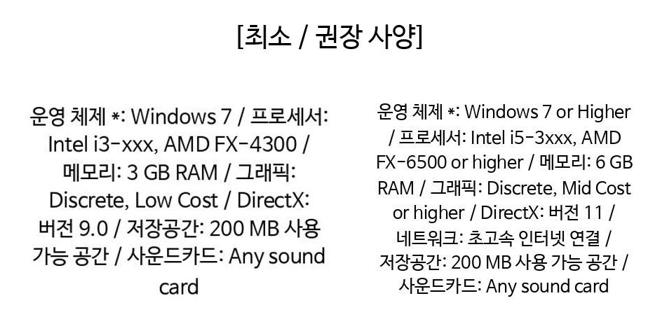 [최소 / 권장 사양]
운영 체제 *: Windows 7 / 프로세서:
Intel i3-xxx, AMD FX-4300 /
메모리: 3 GB RAM / 그래픽:
Discrete, Low Cost / DirectX:
버전 9.0 / 저장공간: 200 MB 사용
가능 공간 / 사운드카드: Any sound
card
운영 체제 *: Windows 7 or Higher
/ 프로세서: Intel i5-3xxx, AMD
FX-6500 or higher / 메모리: 6 GB
RAM / 그래픽: Discrete, Mid Cost
or higher / DirectX: 버전 11 /
네트워크: 초고속 인터넷 연결 /
저장공간: 200 MB 사용 가능 공간 /
사운드카드: Any sound card